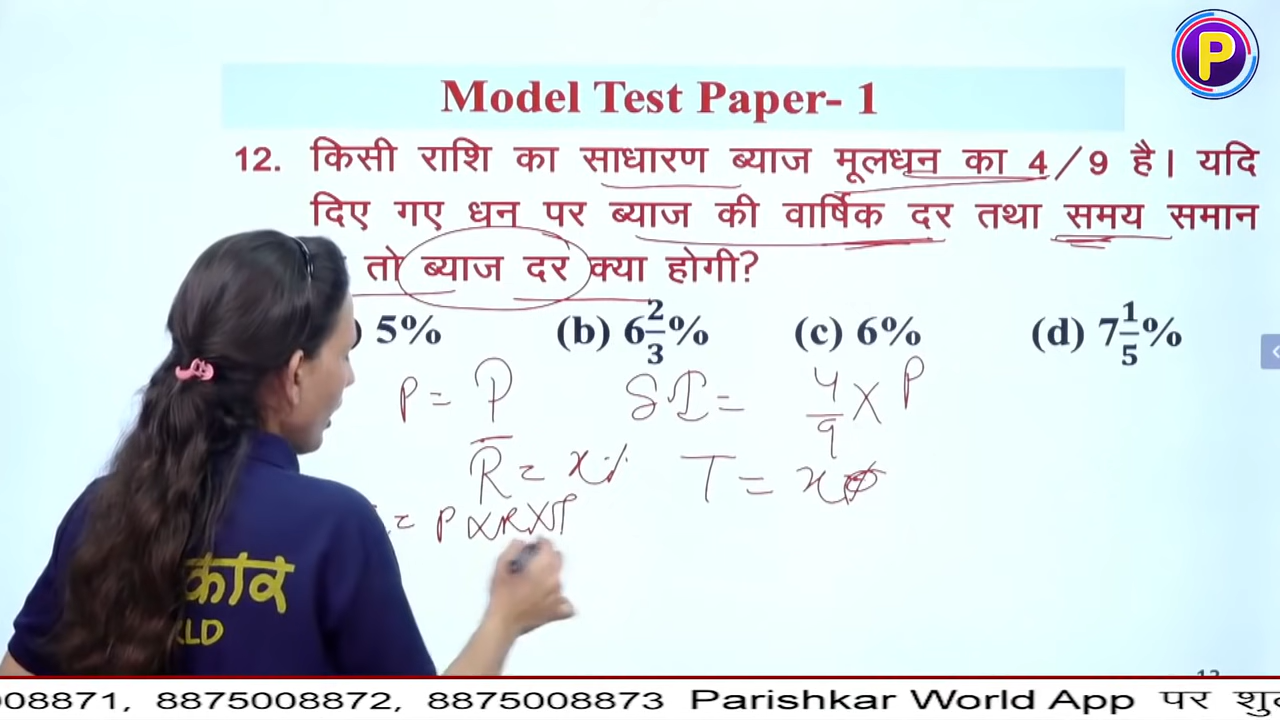 P
Model Test Paper- 1
12. किसी राशि का साधारण ब्याज मूलधन का 4/9 है। यदि
दिए गए धन पर ब्याज की वार्षिक दर तथा समय समान
तो ब्याज दर क्या होगी?
) 5% (b) 6 2/3% (c) 6% (d) 7 1/5%
P = P SI = 4/9 × P
R = x% T = x
= P×R×T
काक
RLD
008871, 8875008872, 8875008873 Parishkar World App पर